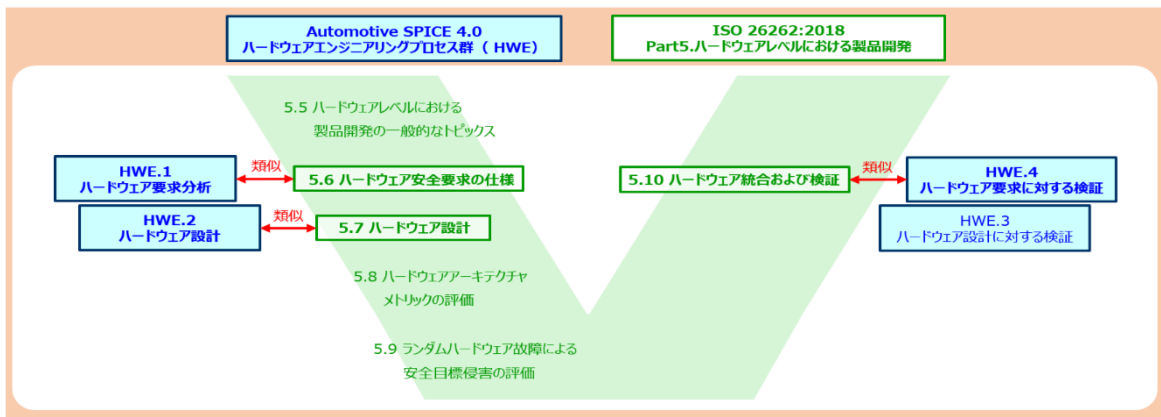 Automotive SPICE 4.0
ハードウェアエンジニアリングプロセス群（ HWE）
ISO 26262:2018
Part5.ハードウェアレベルにおける製品開発
5.5 ハードウェアレベルにおける
製品開発の一般的なトピックス
HWE.1
ハードウェア要求分析
類似
5.6 ハードウェア安全要求の仕様
HWE.2
ハードウェア設計
類似
5.7 ハードウェア設計
5.8 ハードウェアアーキテクチャ
メトリックの評価
5.9 ランダムハードウェア故障による
安全目標侵害の評価
5.10 ハードウェア統合および検証
類似
HWE.4
ハードウェア要求に対する検証
HWE.3
ハードウェア設計に対する検証